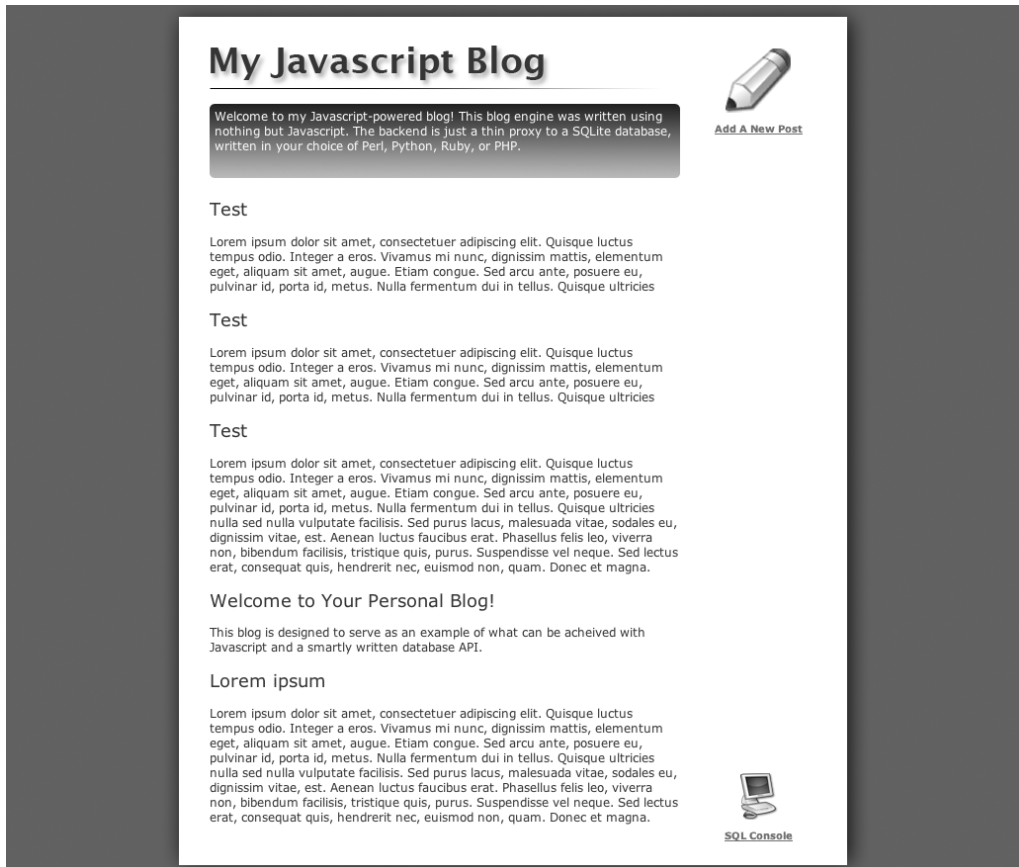 My Javascript Blog
Add A New Post
Welcome to my Javascript-powered blog! This blog engine was written using
nothing but Javascript. The backend is just a thin proxy to a SQLite database,
written in your choice of Perl, Python, Ruby, or PHP.
Test
Lorem ipsum dolor sit amet, consectetuer adipiscing elit. Quisque luctus
tempus odio. Integer a eros. Vivamus mi nunc, dignissim mattis, elementum
eget, aliquam sit amet, augue. Etiam congue. Sed arcu ante, posuere eu,
pulvinar id, porta id, metus. Nulla fermentum dui in tellus. Quisque ultricies
Test
Lorem ipsum dolor sit amet, consectetuer adipiscing elit. Quisque luctus
tempus odio. Integer a eros. Vivamus mi nunc, dignissim mattis, elementum
eget, aliquam sit amet, augue. Etiam congue. Sed arcu ante, posuere eu,
pulvinar id, porta id, metus. Nulla fermentum dui in tellus. Quisque ultricies
Test
Lorem ipsum dolor sit amet, consectetuer adipiscing elit. Quisque luctus
tempus odio. Integer a eros. Vivamus mi nunc, dignissim mattis, elementum
eget, aliquam sit amet, augue. Etiam congue. Sed arcu ante, posuere eu,
pulvinar id, porta id, metus. Nulla fermentum dui in tellus. Quisque ultricies
nulla sed nulla vulputate facilisis. Sed purus lacus, malesuada vitae, sodales eu,
dignissim vitae, est. Aenean luctus faucibus erat. Phasellus felis leo, viverra
non, bibendum facilisis, tristique quis, purus. Suspendisse vel neque. Sed lectus
erat, consequat quis, hendrerit nec, euismod non, quam. Donec et magna.
Welcome to Your Personal Blog!
This blog is designed to serve as an example of what can be acheived with
Javascript and a smartly written database API.
Lorem ipsum
Lorem ipsum dolor sit amet, consectetuer adipiscing elit. Quisque luctus
tempus odio. Integer a eros. Vivamus mi nunc, dignissim mattis, elementum
eget, aliquam sit amet, augue. Etiam congue. Sed arcu ante, posuere eu,
pulvinar id, porta id, metus. Nulla fermentum dui in tellus. Quisque ultricies
nulla sed nulla vulputate facilisis. Sed purus lacus, malesuada vitae, sodales eu,
dignissim vitae, est. Aenean luctus faucibus erat. Phasellus felis leo, viverra
non, bibendum facilisis, tristique quis, purus. Suspendisse vel neque. Sed lectus
erat, consequat quis, hendrerit nec, euismod non, quam. Donec et magna.
SQL Console